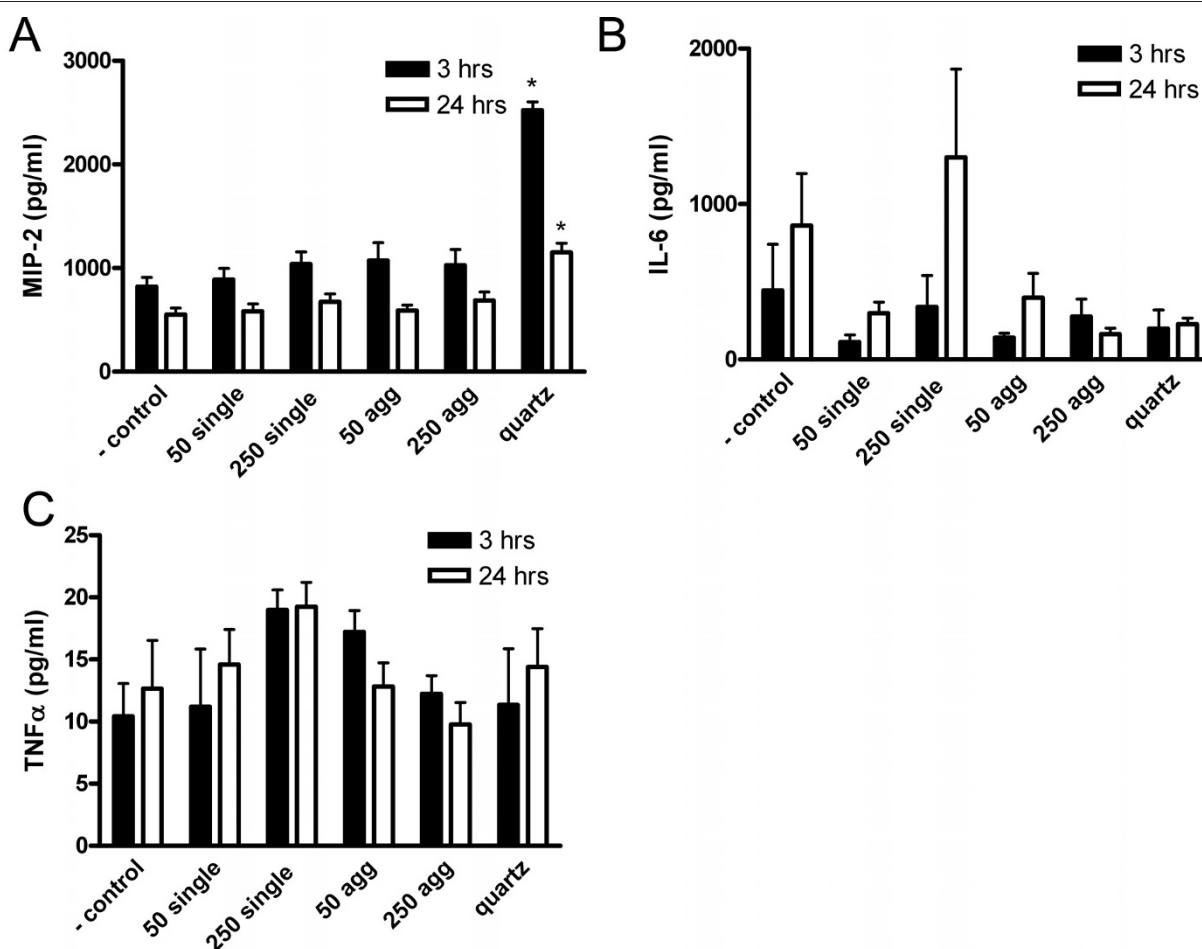 A
MIP-2 (pg/ml)
3000
2000
1000
0
3 hrs
24 hrs
*
*
- control
50 single
250 single
50 agg
250 agg
quartz
B
IL-6 (pg/ml)
2000
1000
0
3 hrs
24 hrs
- control
50 single
250 single
50 agg
250 agg
quartz
C
TNFα (pg/ml)
25
20
15
10
5
0
3 hrs
24 hrs
- control
50 single
250 single
50 agg
250 agg
quartz